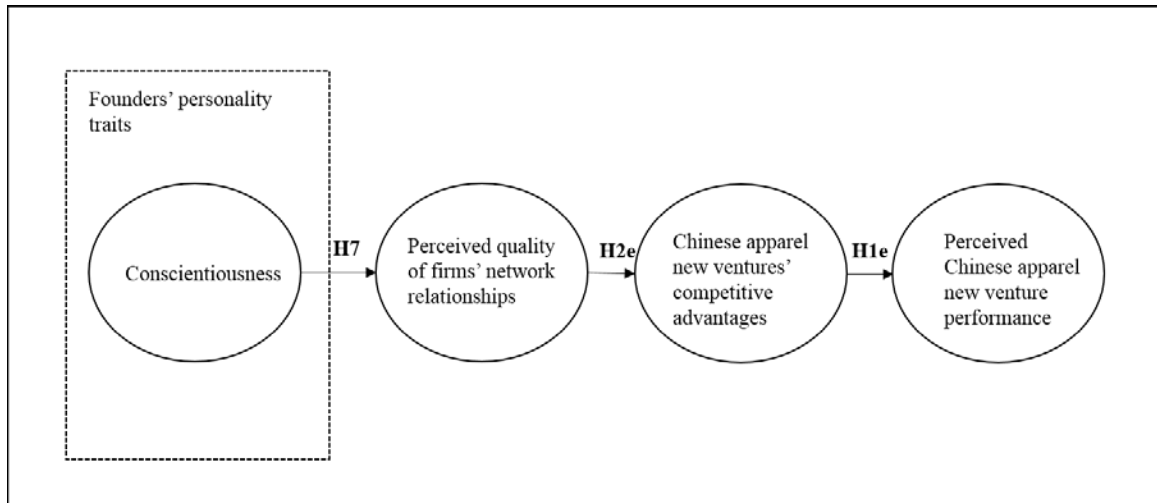 Founders’ personality
traits
Conscientiousness
H7
Perceived quality
of firms’ network
relationships
H2e
Chinese apparel
new ventures’
competitive
advantages
H1e
Perceived
Chinese apparel
new venture
performance